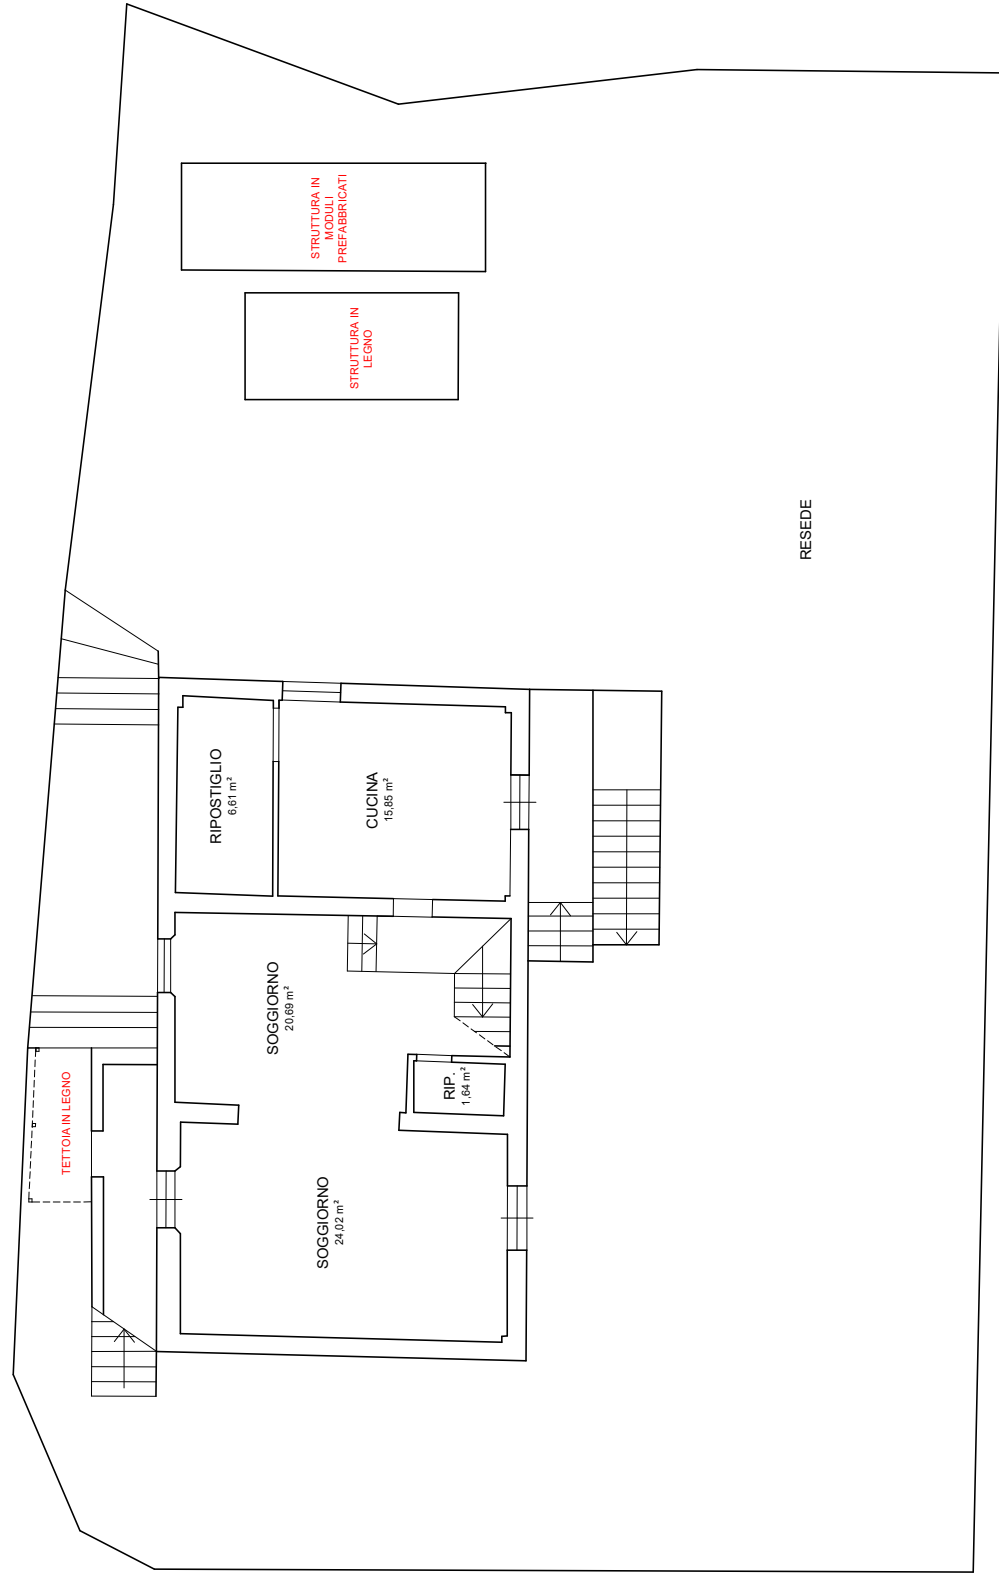 STRUTTURA IN
MODULI
PREFABBRICATI
STRUTTURA IN
LEGNO
RESEDE
RIPOSTIGLIO
6,61 m²
CUCINA
15,85 m²
SOGGIORNO
20,69 m²
RIP.
1,64 m²
TETTOIA IN LEGNO
SOGGIORNO
24,02 m²